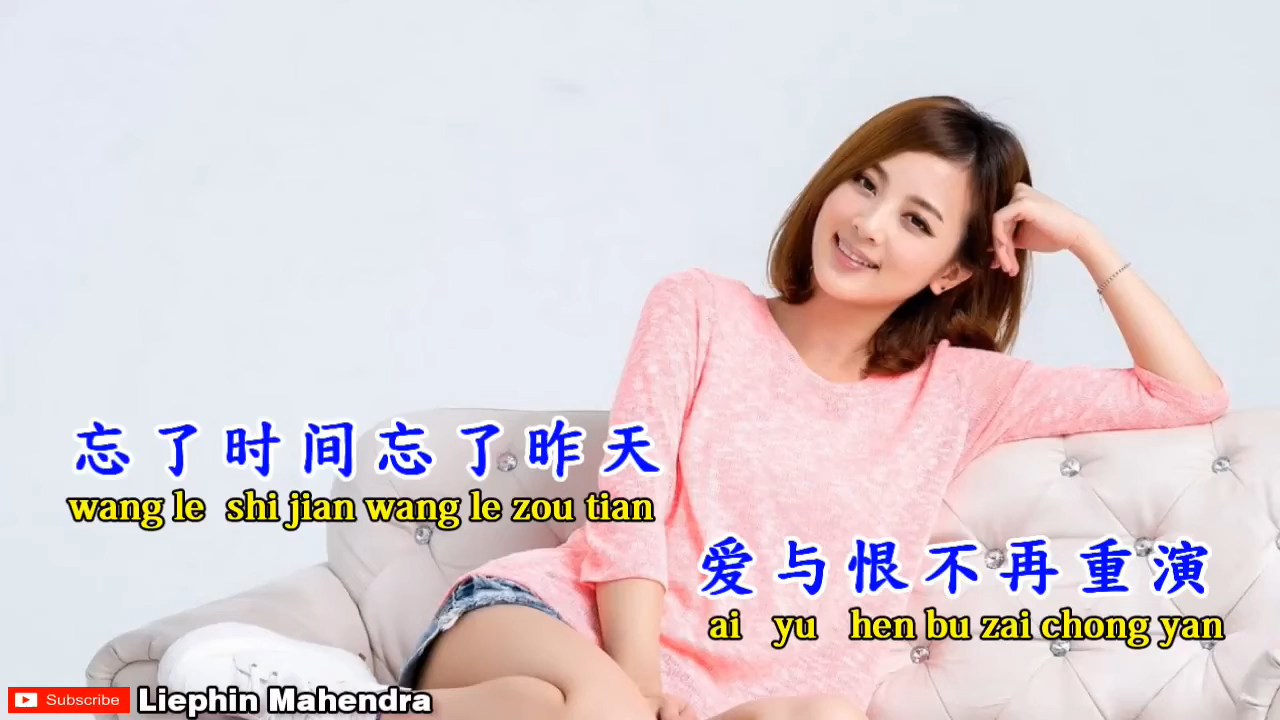 忘了时间忘了昨天
wang le shi jian wang le zou tian
爱与恨不再重演
ai yu hen bu zai chong yan
Subscribe Liephin Mahendra